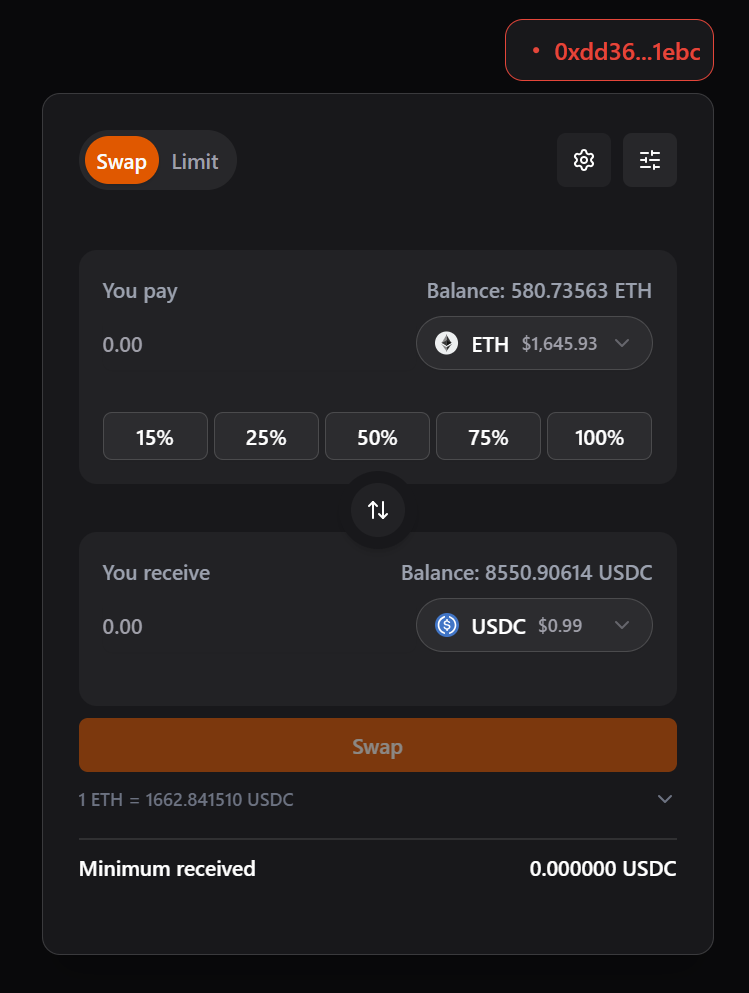 0xdd36...1ebc
Swap Limit
You pay Balance: 580.73563 ETH
0.00 ETH $1,645.93
15% 25% 50% 75% 100%
You receive Balance: 8550.90614 USDC
0.00 USDC $0.99
Swap
1 ETH = 1662.841510 USDC
Minimum received 0.000000 USDC